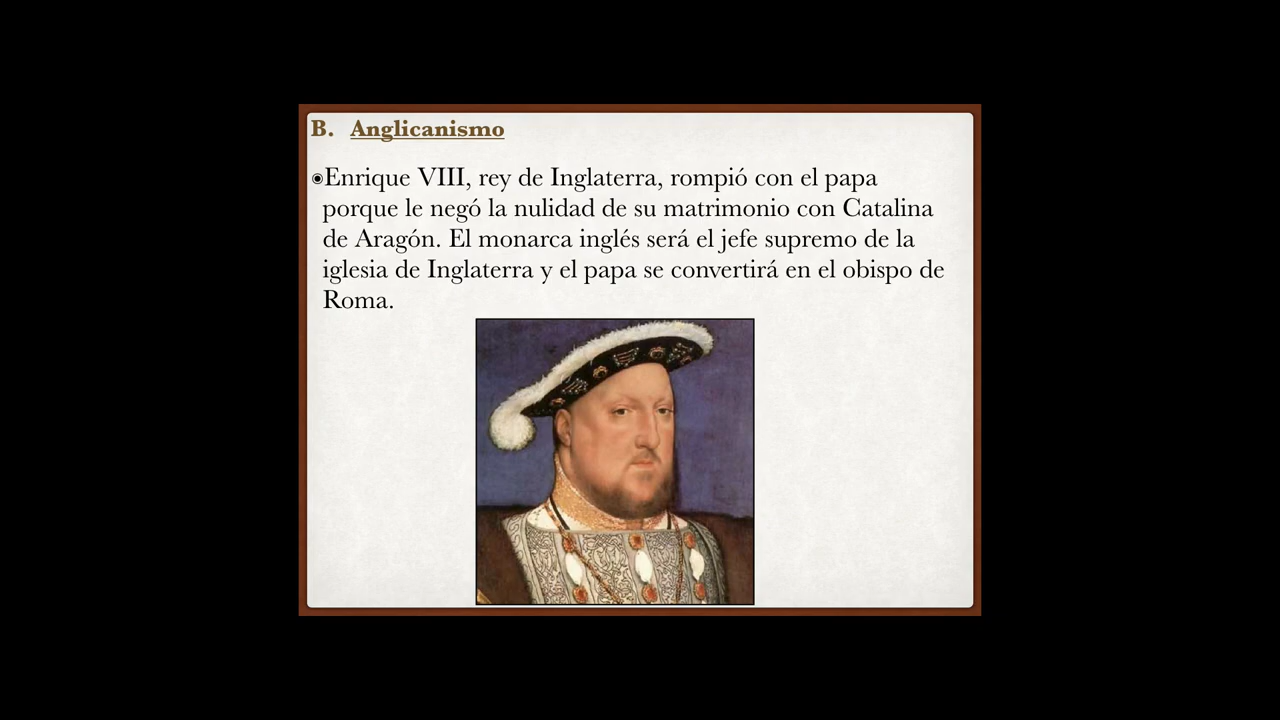 B. Anglicanismo
◉Enrique VIII, rey de Inglaterra, rompió con el papa
porque le negó la nulidad de su matrimonio con Catalina
de Aragón. El monarca inglés será el jefe supremo de la
iglesia de Inglaterra y el papa se convertirá en el obispo de
Roma.